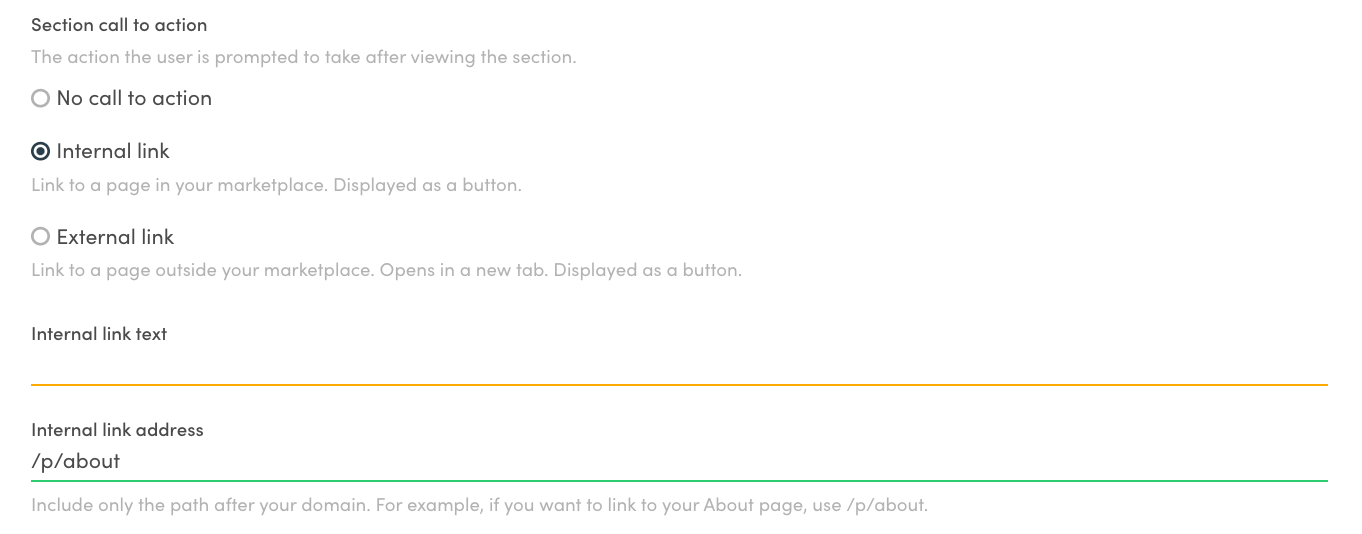 Section call to action
The action the user is prompted to take after viewing the section.
No call to action
Internal link
Link to a page in your marketplace. Displayed as a button.
External link
Link to a page outside your marketplace. Opens in a new tab. Displayed as a button.
Internal link text
Internal link address
/p/about
Include only the path after your domain. For example, if you want to link to your About page, use /p/about.